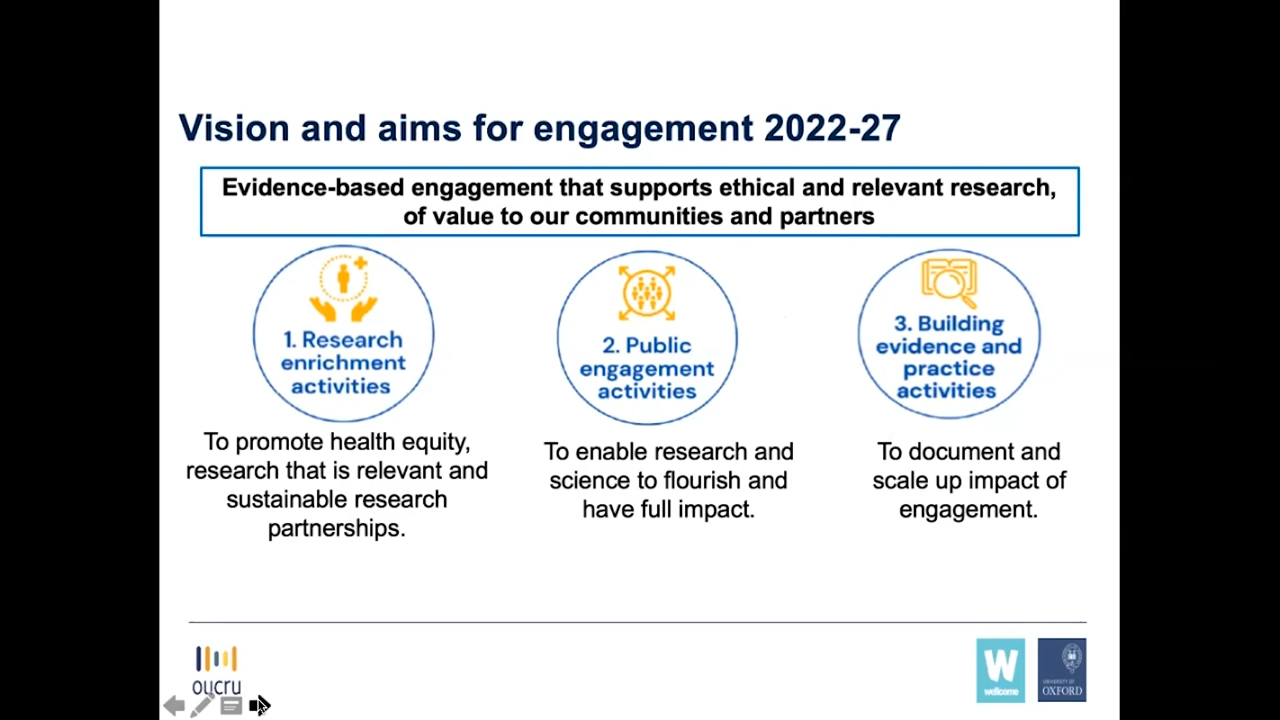 Vision and aims for engagement 2022-27
Evidence-based engagement that supports ethical and relevant research,
of value to our communities and partners
1. Research
enrichment
activities
To promote health equity,
research that is relevant and
sustainable research
partnerships.
2. Public
engagement
activities
To enable research and
science to flourish and
have full impact.
3. Building
evidence and
practice
activities
To document and
scale up impact of
engagement.
oucru
W
wellcome
UNIVERSITY OF
OXFORD